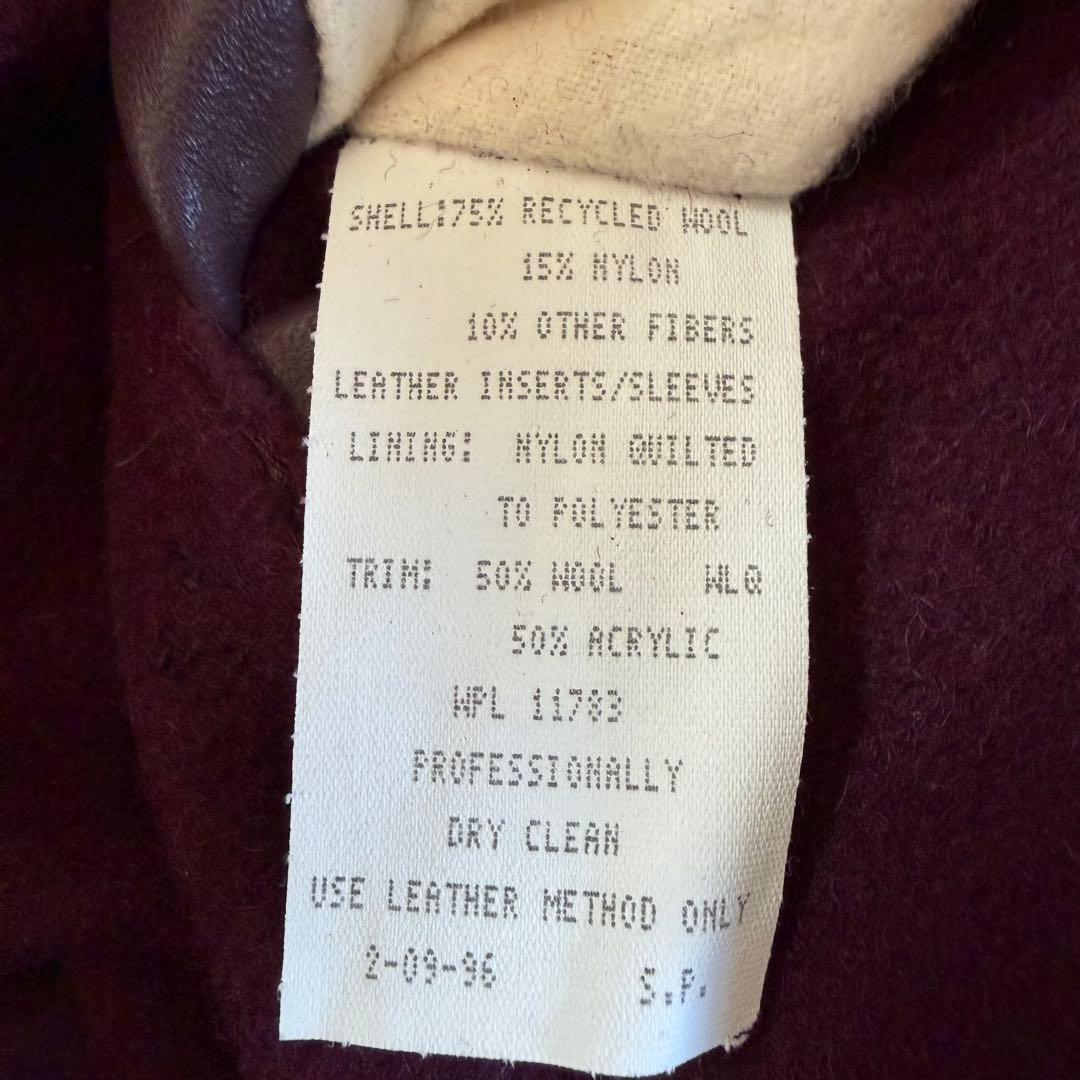 SHELL:75% RECYCLED WOOL
15% NYLON
10% OTHER FIBERS
LEATHER INSERTS/SLEEVES
LINING: NYLON QUILTED
TO POLYESTER
TRIM: 50% WOOL WLQ
50% ACRYLIC
WPL 11783
PROFESSIONALLY
DRY CLEAN
USE LEATHER METHOD ONLY
2-09-96 S.P.